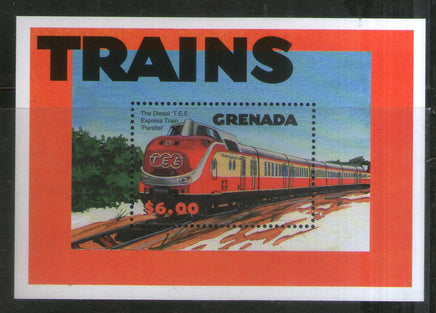 TRAINS
The Diesel 'T.E.E.'
Express Train,
'Parsifal'
GRENADA
TEE
$6.00